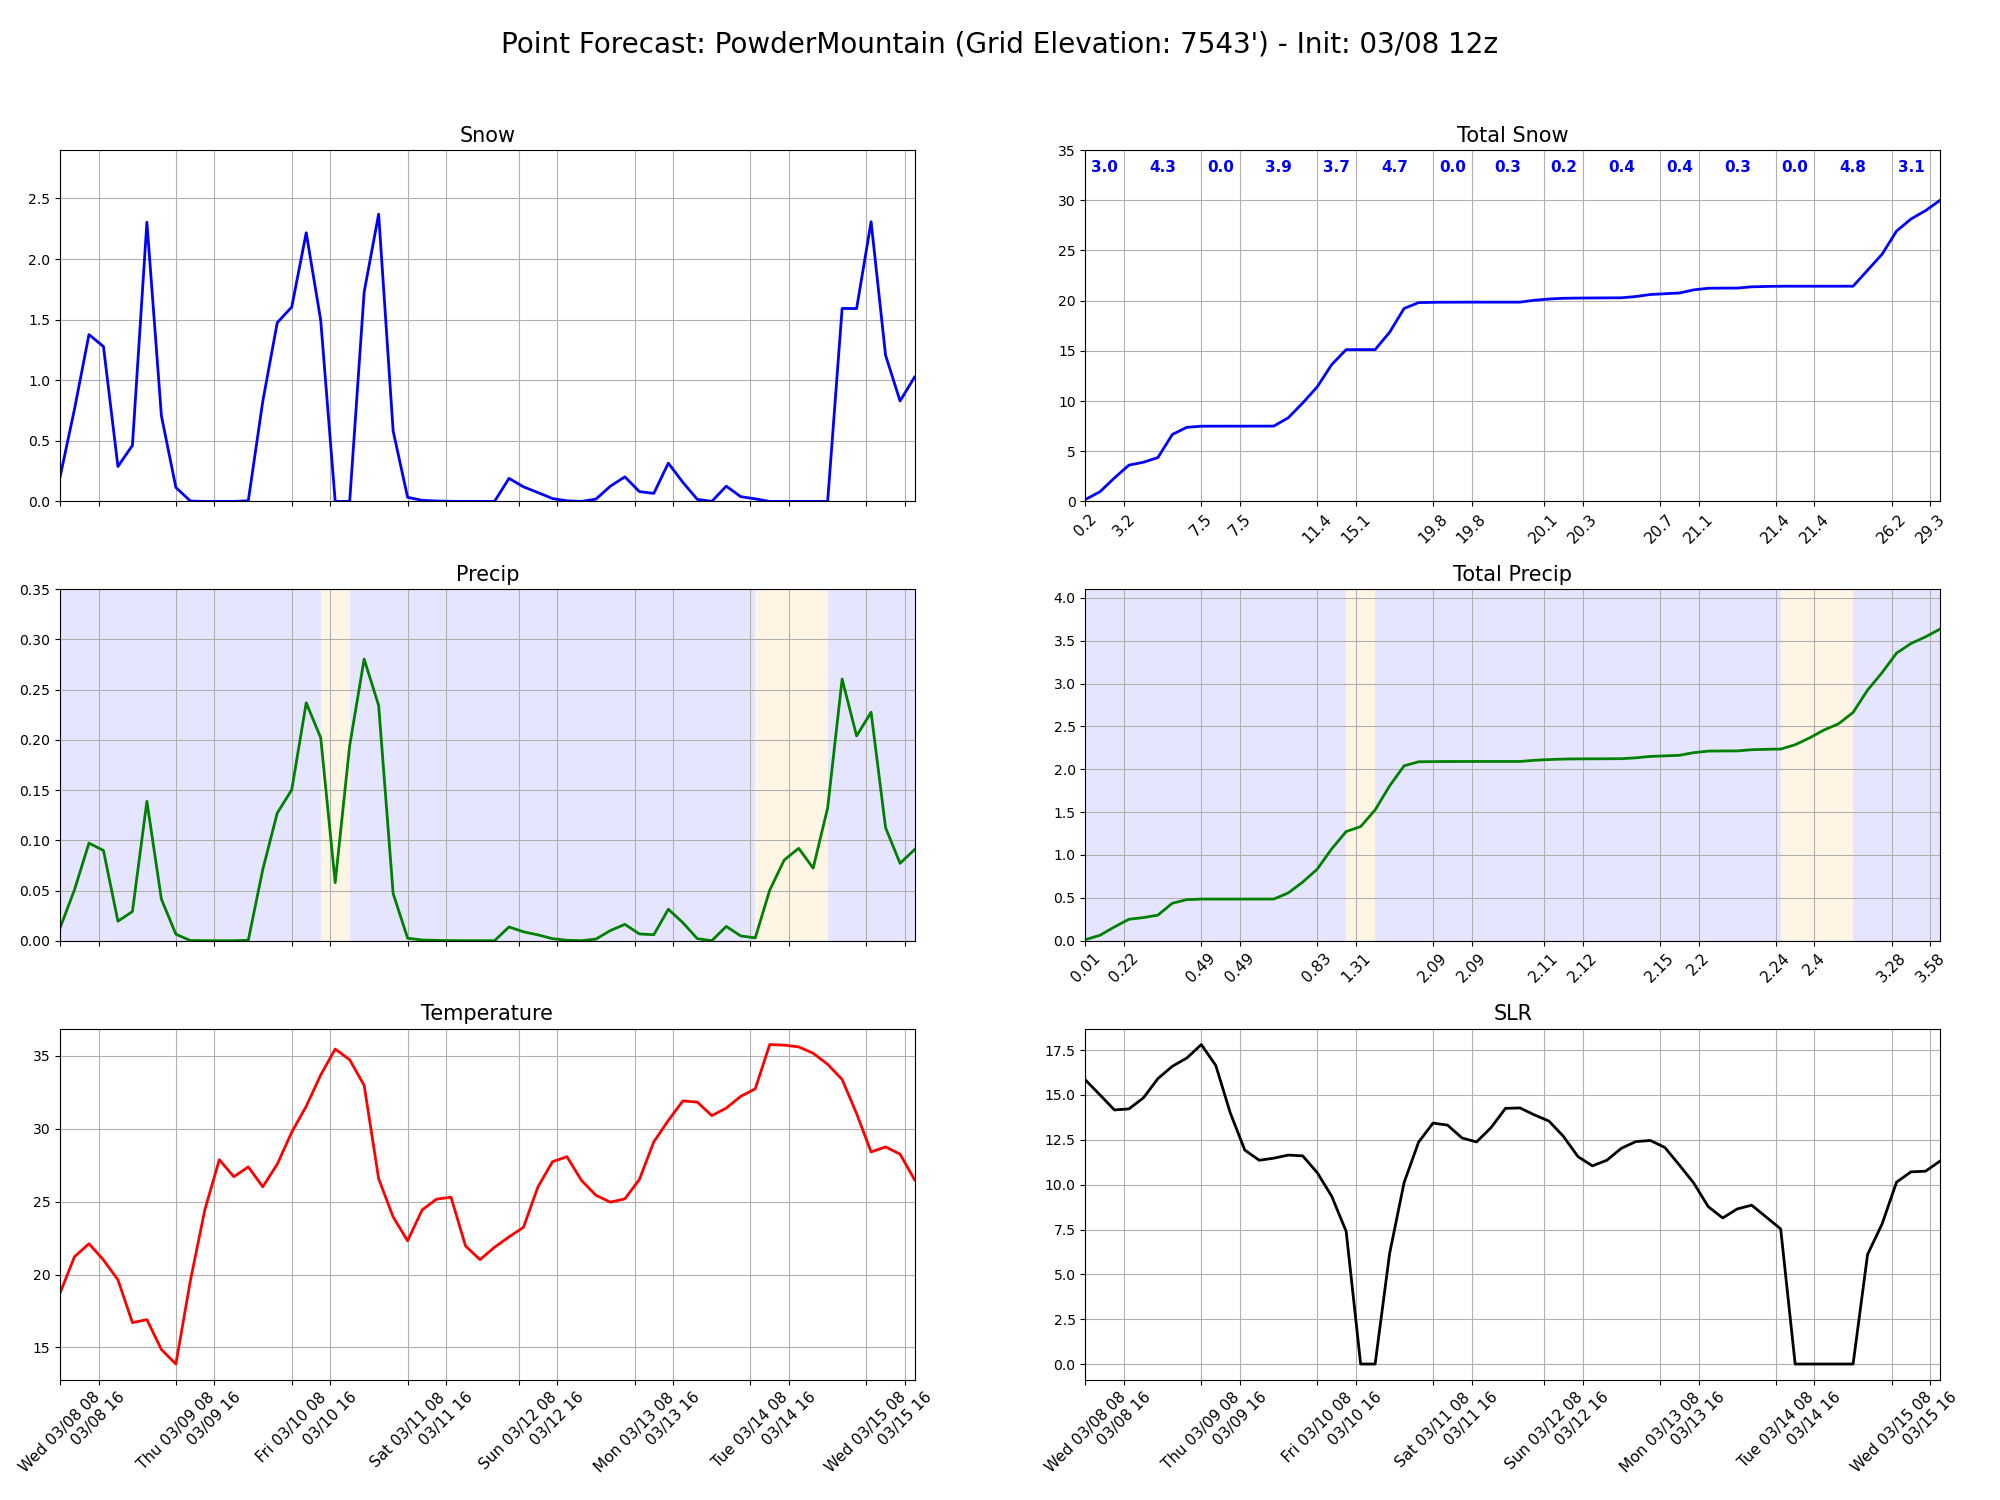 Point Forecast: PowderMountain (Grid Elevation: 7543') - Init: 03/08 12z
Snow
2.5
2.0
1.5
1.0
0.5
0.0
Total Snow
3.0 4.3 0.0 3.9 3.7 4.7 0.0 0.3 0.2 0.4 0.4 0.3 0.0 4.8 3.1
35
30
25
20
15
10
5
0
0.2 3.2 7.5 7.5 11.4 15.1 19.8 19.8 20.1 20.3 20.7 21.1 21.4 21.4 26.2 29.3
Precip
0.35
0.30
0.25
0.20
0.15
0.10
0.05
0.00
Total Precip
4.0
3.5
3.0
2.5
2.0
1.5
1.0
0.5
0.0
0.01 0.22 0.49 0.49 0.83 1.31 2.09 2.09 2.11 2.12 2.15 2.2 2.24 2.4 3.28 3.58
Temperature
35
30
25
20
15
Wed 03/08 08
03/08 16
Thu 03/09 08
03/09 16
Fri 03/10 08
03/10 16
Sat 03/11 08
03/11 16
Sun 03/12 08
03/12 16
Mon 03/13 08
03/13 16
Tue 03/14 08
03/14 16
Wed 03/15 08
03/15 16
SLR
17.5
15.0
12.5
10.0
7.5
5.0
2.5
0.0
Wed 03/08 08
03/08 16
Thu 03/09 08
03/09 16
Fri 03/10 08
03/10 16
Sat 03/11 08
03/11 16
Sun 03/12 08
03/12 16
Mon 03/13 08
03/13 16
Tue 03/14 08
03/14 16
Wed 03/15 08
03/15 16